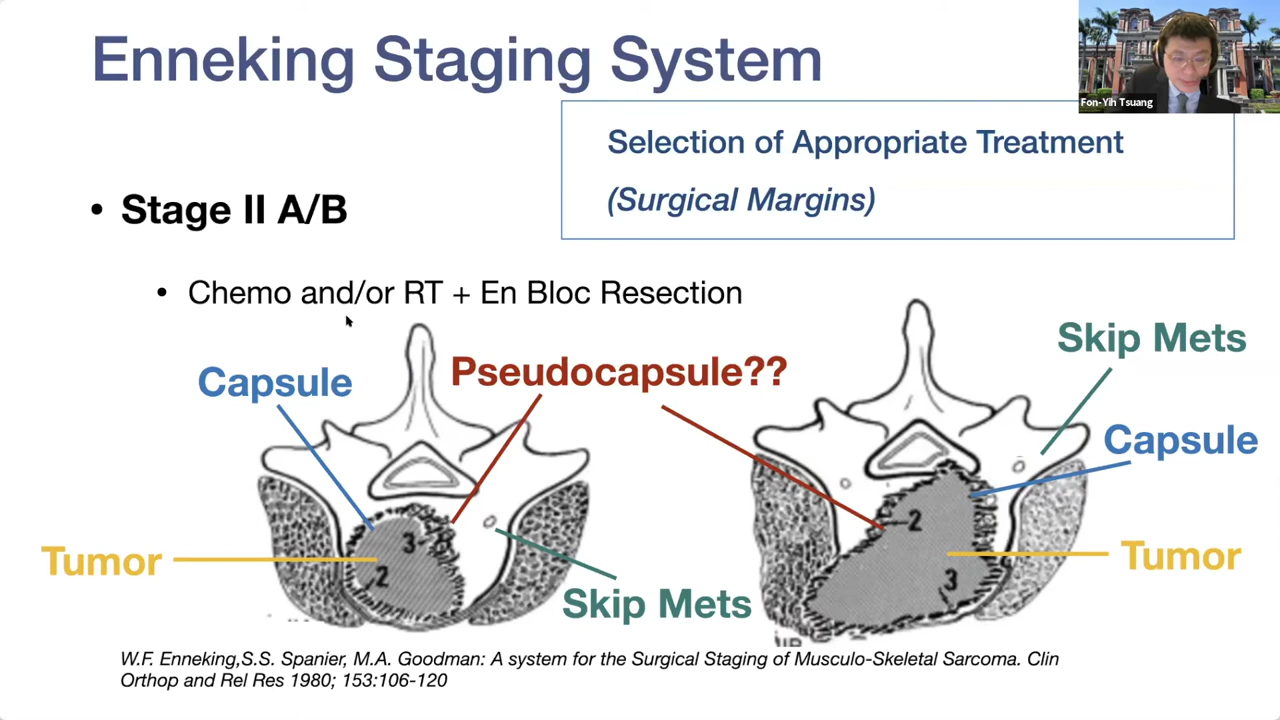 Enneking Staging System
Fon-Yih Tsuang
Selection of Appropriate Treatment
(Surgical Margins)
• Stage II A/B
• Chemo and/or RT + En Bloc Resection
Skip Mets
Capsule
Pseudocapsule??
Capsule
2
3
3
2
Tumor
Tumor
Skip Mets
W.F. Enneking,S.S. Spanier, M.A. Goodman: A system for the Surgical Staging of Musculo-Skeletal Sarcoma. Clin
Orthop and Rel Res 1980; 153:106-120